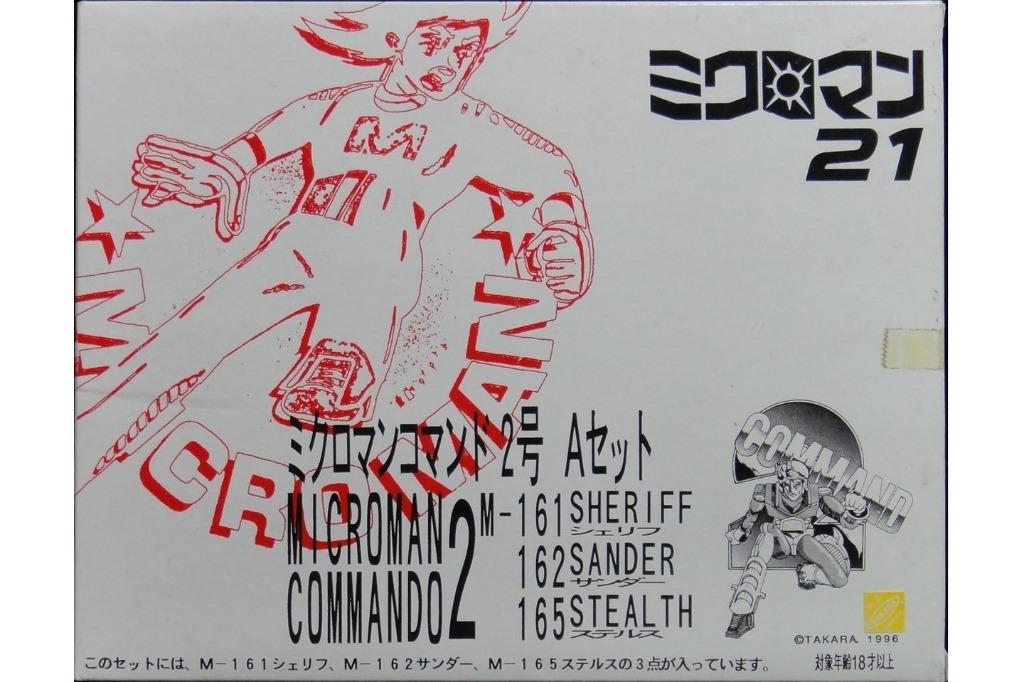 ミクロマン
21
M
MICROMAN
ミクロマンコマンド 2号 Aセット
MICROMAN
COMMANDO 2
M-161 SHERIFF
シェリフ
162 SANDER
サンダー
165 STEALTH
ステルス
COMMAND
©TAKARA 1996
このセットには、M-161シェリフ、M-162サンダー、M-165ステルスの3点が入っています。
対象年齢18才以上